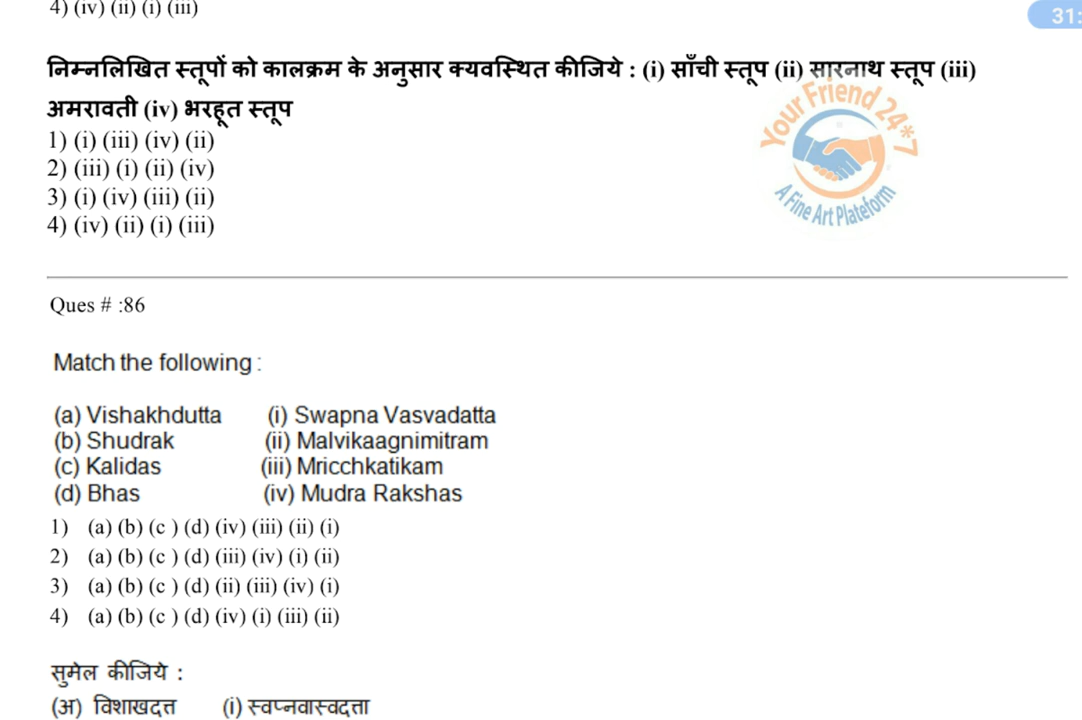 4) (iv) (ii) (i) (iii)
31:
निम्नलिखित स्तूपों को कालक्रम के अनुसार क्यवस्थित कीजिये : (i) साँची स्तूप (ii) सारनाथ स्तूप (iii)
अमरावती (iv) भरहूत स्तूप
1) (i) (iii) (iv) (ii)
2) (iii) (i) (ii) (iv)
3) (i) (iv) (iii) (ii)
4) (iv) (ii) (i) (iii)
Your Friend 24*7
A Fine Art Plateform
Ques # :86
Match the following :
(a) Vishakhdutta (i) Swapna Vasvadatta
(b) Shudrak (ii) Malvikaagnimitram
(c) Kalidas (iii) Mricchkatikam
(d) Bhas (iv) Mudra Rakshas
1) (a) (b) (c ) (d) (iv) (iii) (ii) (i)
2) (a) (b) (c ) (d) (iii) (iv) (i) (ii)
3) (a) (b) (c ) (d) (ii) (iii) (iv) (i)
4) (a) (b) (c ) (d) (iv) (i) (iii) (ii)
सुमेल कीजिये :
(अ) विशाखदत्त (i) स्वप्नवास्वदत्ता